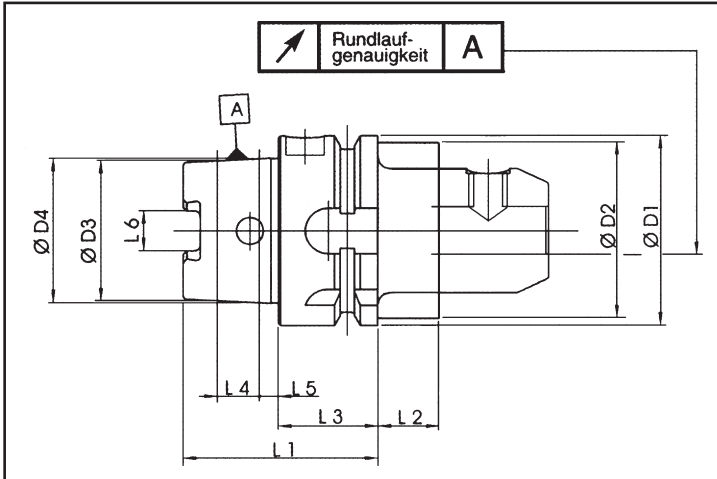 Rundlauf-
genauigkeit
A
A
Ø D4
Ø D3
L 6
Ø D2
Ø D1
L 4
L 5
L 3
L 2
L 1